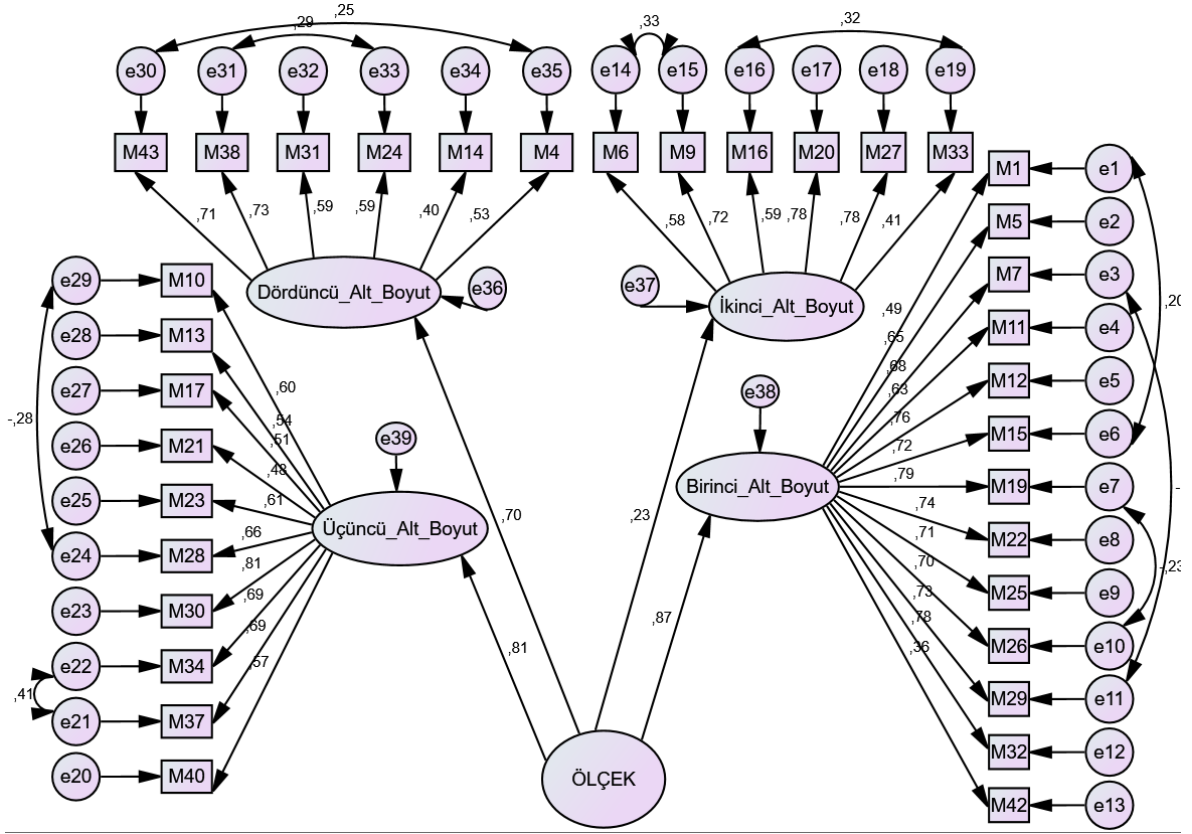 ,25
,29
,33
,32
e30 e31 e32 e33 e34 e35 e14 e15 e16 e17 e18 e19
M43 M38 M31 M24 M14 M4 M6 M9 M16 M20 M27 M33
,71 ,73 ,59 ,59 ,40 ,53
,58 ,72 ,59 ,78 ,78 ,41
Dördüncü_Alt_Boyut
e36
e37
İkinci_Alt_Boyut
e29 M10
e28 M13
e27 M17
e26 M21
e25 M23
e24 M28
e23 M30
e22 M34
e21 M37
e20 M40
-,28
,41
,60
,54
,51
,48
,61
,66
,81
,69
,69
,57
e39
Üçüncü_Alt_Boyut
e38
Birinci_Alt_Boyut
,49
,65
,68
,63
,76
,72
,79
,74
,71
,70
,73
,78
,36
M1 e1
M5 e2
M7 e3
M11 e4
M12 e5
M15 e6
M19 e7
M22 e8
M25 e9
M26 e10
M29 e11
M32 e12
M42 e13
,20
-,23
,70
,23
,81
,87
ÖLÇEK